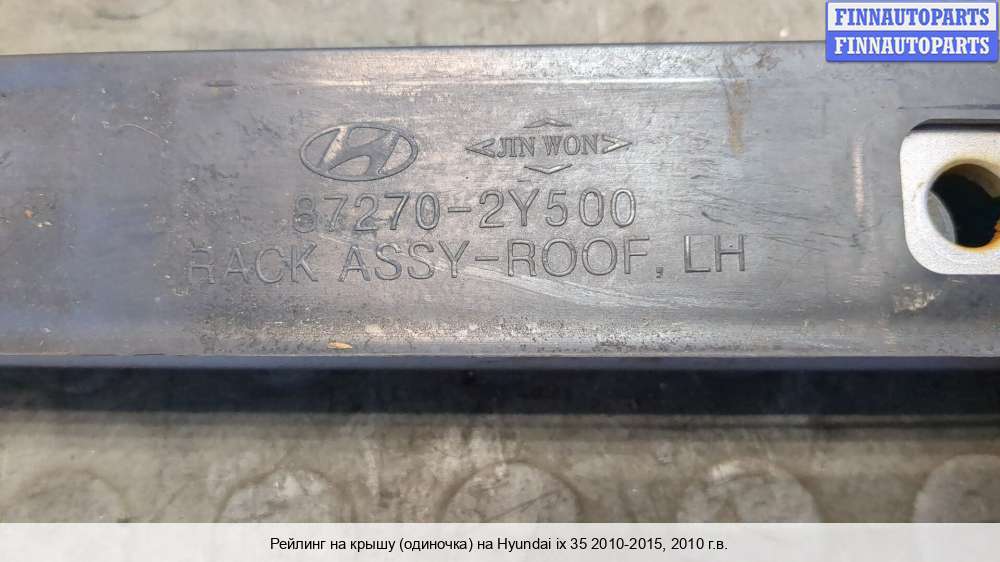 FINNAUTOPARTS
FINNAUTOPARTS
JIN WON
87270-2Y500
RACK ASSY-ROOF, LH
Рейлинг на крышу (одиночка) на Hyundai ix 35 2010-2015, 2010 г.в.